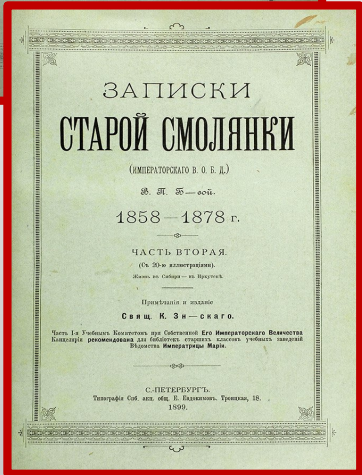 ЗАПИСКИ
СТАРОЙ СМОЛЯНКИ
(ИМПЕРАТОРСКАГО В. О. Б. Д.)
В. П. Б—вой.
1858—1878 г.
ЧАСТЬ ВТОРАЯ.
(Съ 20-ю иллюстраціями).
Жизнь въ Сибири — въ Иркутскѣ.
Примѣчанія и изданіе
Свящ. К. Зн—скаго.
Часть I-я Учебнымъ Комитетомъ при Собственной Его Императорскаго Величества
Канцеляріи рекомендована для библіотекъ старшихъ классовъ учебныхъ заведеній
Вѣдомства Императрицы Маріи.
С.-ПЕТЕРБУРГЪ.
Типографія Спб. акц. общ. Е. Евдокимовъ. Троицкая, 18.
1899.